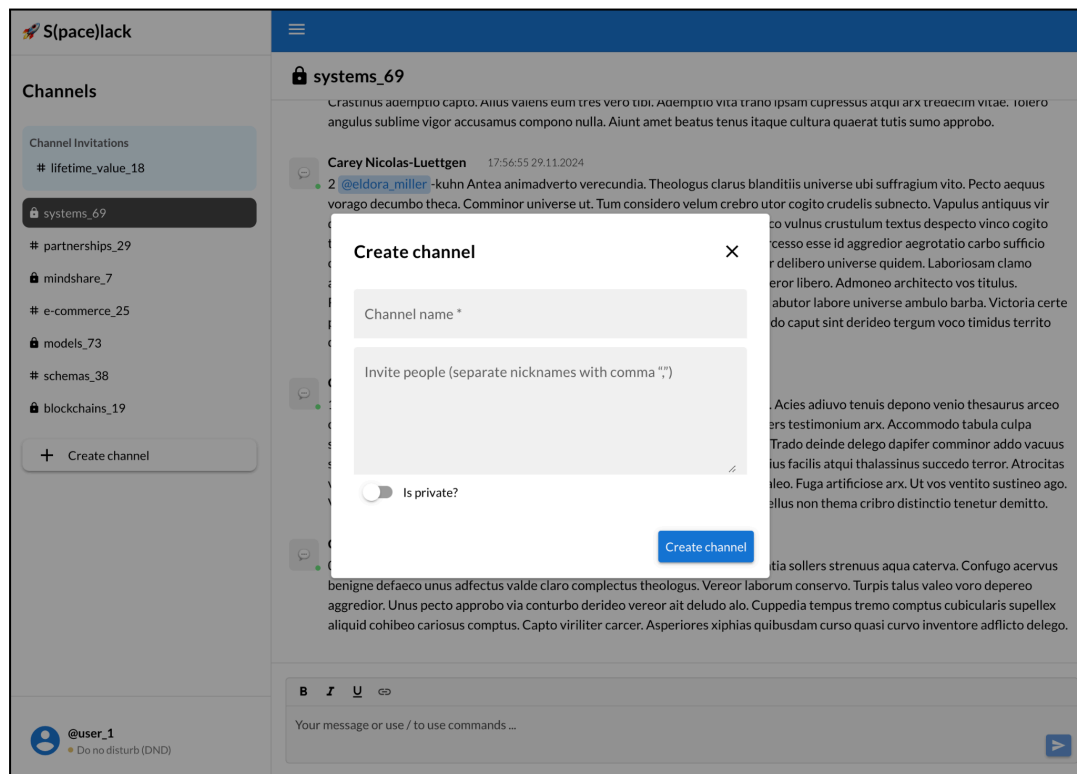 🚀 S(pace)lack
Channels
Channel Invitations
# lifetime_value_18
systems_69
# partnerships_29
mindshare_7
# e-commerce_25
models_73
# schemas_38
blockchains_19
+ Create channel
@user_1
Do no disturb (DND)
systems_69
Crastinus ademptio capto. Alius valens eum tres vero tibi. Ademptio vita trano ipsam cupressus atqui arx tredecim vitae. Tolero
angulus sublime vigor accusamus compono nulla. Aiunt amet beatus tenus itaque cultura quaerat tutis sumo approbo.
Carey Nicolas-Luettgen 17:56:55 29.11.2024
2 @eldora_miller -kuhn Antea animadverto verecundia. Theologus clarus blanditiis universe ubi suffragium vito. Pecto aequus
vorago decumbo theca. Comminor universe ut. Tum considero velum crebro utor cogito crudelis subnecto. Vapulus antiquus vir
co vulnus crustulum textus despecto vinco cogito
esse id aggredior aegrotatio carbo sufficio
delibero universe quidem. Laboriosam clamo
libero. Admoneo architecto vos titulus.
abutor labore universe ambulo barba. Victoria certe
caput sint derideo tergum voco timidus territo
Create channel
Channel name *
Invite people (separate nicknames with comma “,”)
Is private?
Create channel
. Acies adiuvo tenuis depono venio thesaurus arceo
testimonium arx. Accommodo tabula culpa
Trado deinde delego dapifer comminor addo vacuus
facilis atqui thalassinus succedo terror. Atrocitas
Fuga artificiose arx. Ut vos ventito sustineo ago.
non thema cribro distinctio tenetur demitto.
sollers strenuus aqua caterva. Confugo acervus
benigne defaeco unus adfectus valde claro complectus theologus. Vereor laborum conservo. Turpis talus valeo voro depereo
aggredior. Unus pecto approbo via conturbo derideo vereor ait deludo alo. Cuppedia tempus tremo comptus cubicularis supellex
aliquid cohibeo cariosus comptus. Capto viriliter carcer. Asperiores xiphias quibusdam curso quasi curvo inventore adflicto delego.
B I U
Your message or use / to use commands ...